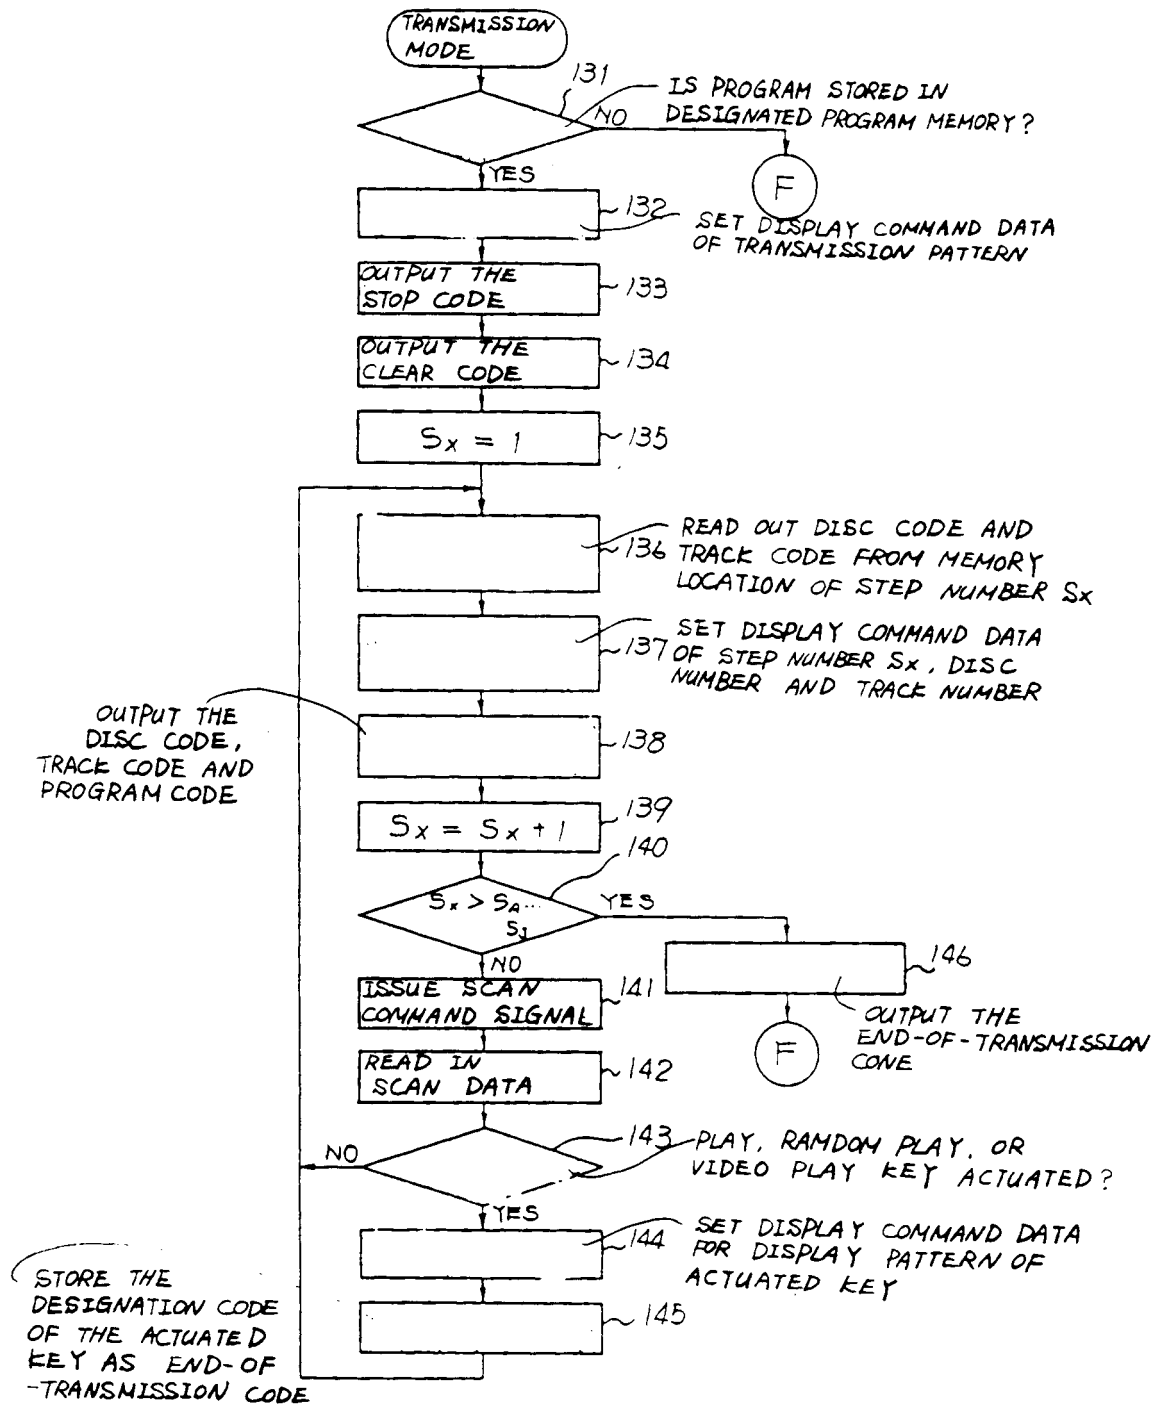 TRANSMISSION
MODE
131
IS PROGRAM STORED IN
DESIGNATED PROGRAM MEMORY?
NO
F
YES
132
SET DISPLAY COMMAND DATA
OF TRANSMISSION PATTERN
OUTPUT THE
STOP CODE
133
OUTPUT THE
CLEAR CODE
134
Sx = 1
135
136
READ OUT DISC CODE AND
TRACK CODE FROM MEMORY
LOCATION OF STEP NUMBER Sx
137
SET DISPLAY COMMAND DATA
OF STEP NUMBER Sx, DISC
NUMBER AND TRACK NUMBER
OUTPUT THE
DISC CODE,
TRACK CODE AND
PROGRAM CODE
138
Sx = Sx + 1
139
140
Sx > SA...
SJ
YES
NO
146
OUTPUT THE
END-OF-TRANSMISSION
CONE
F
ISSUE SCAN
COMMAND SIGNAL
141
READ IN
SCAN DATA
142
143
PLAY, RAMDOM PLAY, OR
VIDEO PLAY KEY ACTUATED?
NO
YES
144
SET DISPLAY COMMAND DATA
FOR DISPLAY PATTERN OF
ACTUATED KEY
145
STORE THE
DESIGNATION CODE
OF THE ACTUATED
KEY AS END-OF
-TRANSMISSION CODE